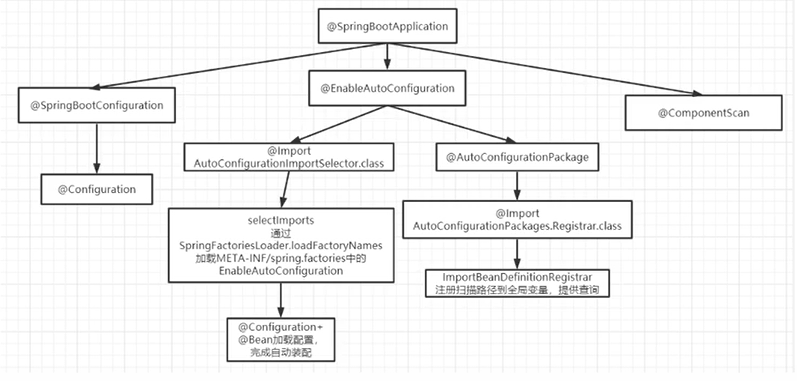 @SpringBootApplication
@SpringBootConfiguration
@EnableAutoConfiguration
@ComponentScan
@Configuration
@Import
AutoConfigurationImportSelector.class
@AutoConfigurationPackage
selectImports
通过
SpringFactoriesLoader.loadFactoryNames
加载META-INF/spring.factories中的
EnableAutoConfiguration
@Import
AutoConfigurationPackages.Registrar.class
ImportBeanDefinitionRegistrar
注册扫描路径到全局变量，提供查询
@Configuration+
@Bean加载配置，
完成自动装配